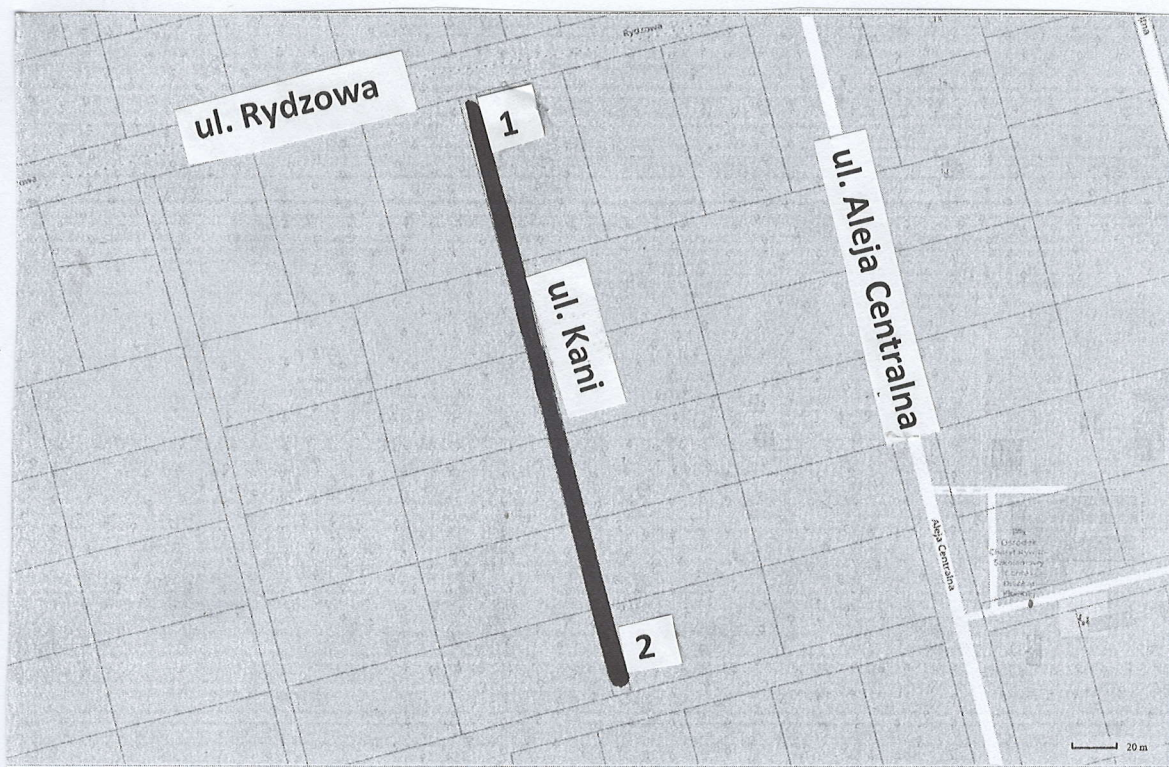 Rydzowa
ul. Rydzowa
1
ul. Aleja Centralna
ul. Kani
Aleja Centralna
2
20 m